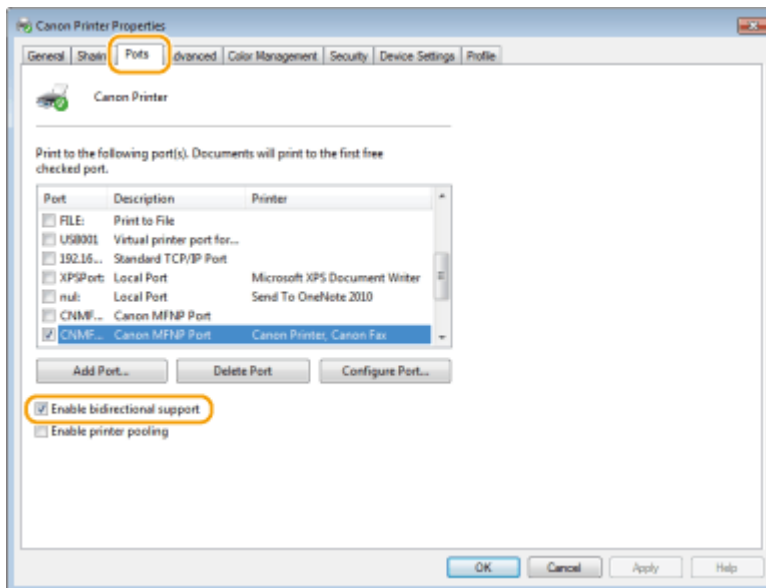 Canon Printer Properties
General Sharin Ports dvanced Color Management Security Device Settings Profile
Canon Printer
Print to the following port(s). Documents will print to the first free
checked port.
Port Description Printer
FILE: Print to File
USB001 Virtual printer port for...
192.16... Standard TCP/IP Port
XPSPort: Local Port Microsoft XPS Document Writer
nul: Local Port Send To OneNote 2010
CNMF... Canon MFNP Port
CNMF... Canon MFNP Port Canon Printer, Canon Fax
Add Port... Delete Port Configure Port...
Enable bidirectional support
Enable printer pooling
OK Cancel Apply Help